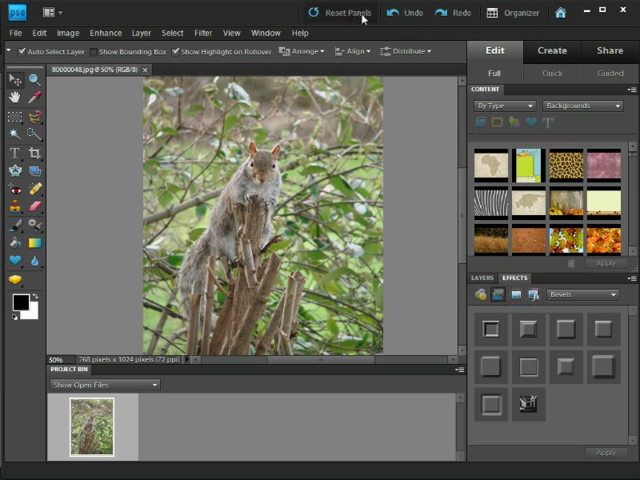 pse Reset Panels Undo Redo Organizer
File Edit Image Enhance Layer Select Filter View Window Help
Auto Select Layer Show Bounding Box Show Highlight on Rollover Arrange Align Distribute
Edit Create Share
80000048.jpg @ 50% (RGB/8)
Full Quick Guided
CONTENT
By Type Backgrounds
T
T
Apply
LAYERS EFFECTS
Bevels
50% 768 pixels x 1024 pixels (72 ppi)
PROJECT BIN
Show Open Files
Apply